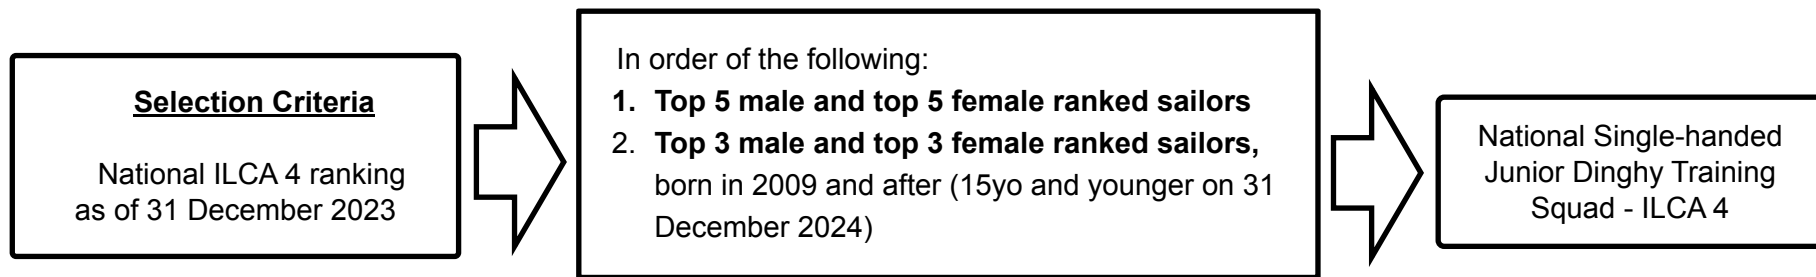 Selection Criteria
National ILCA 4 ranking
as of 31 December 2023
In order of the following:
1. Top 5 male and top 5 female ranked sailors
2. Top 3 male and top 3 female ranked sailors,
born in 2009 and after (15yo and younger on 31
December 2024)
National Single-handed
Junior Dinghy Training
Squad - ILCA 4